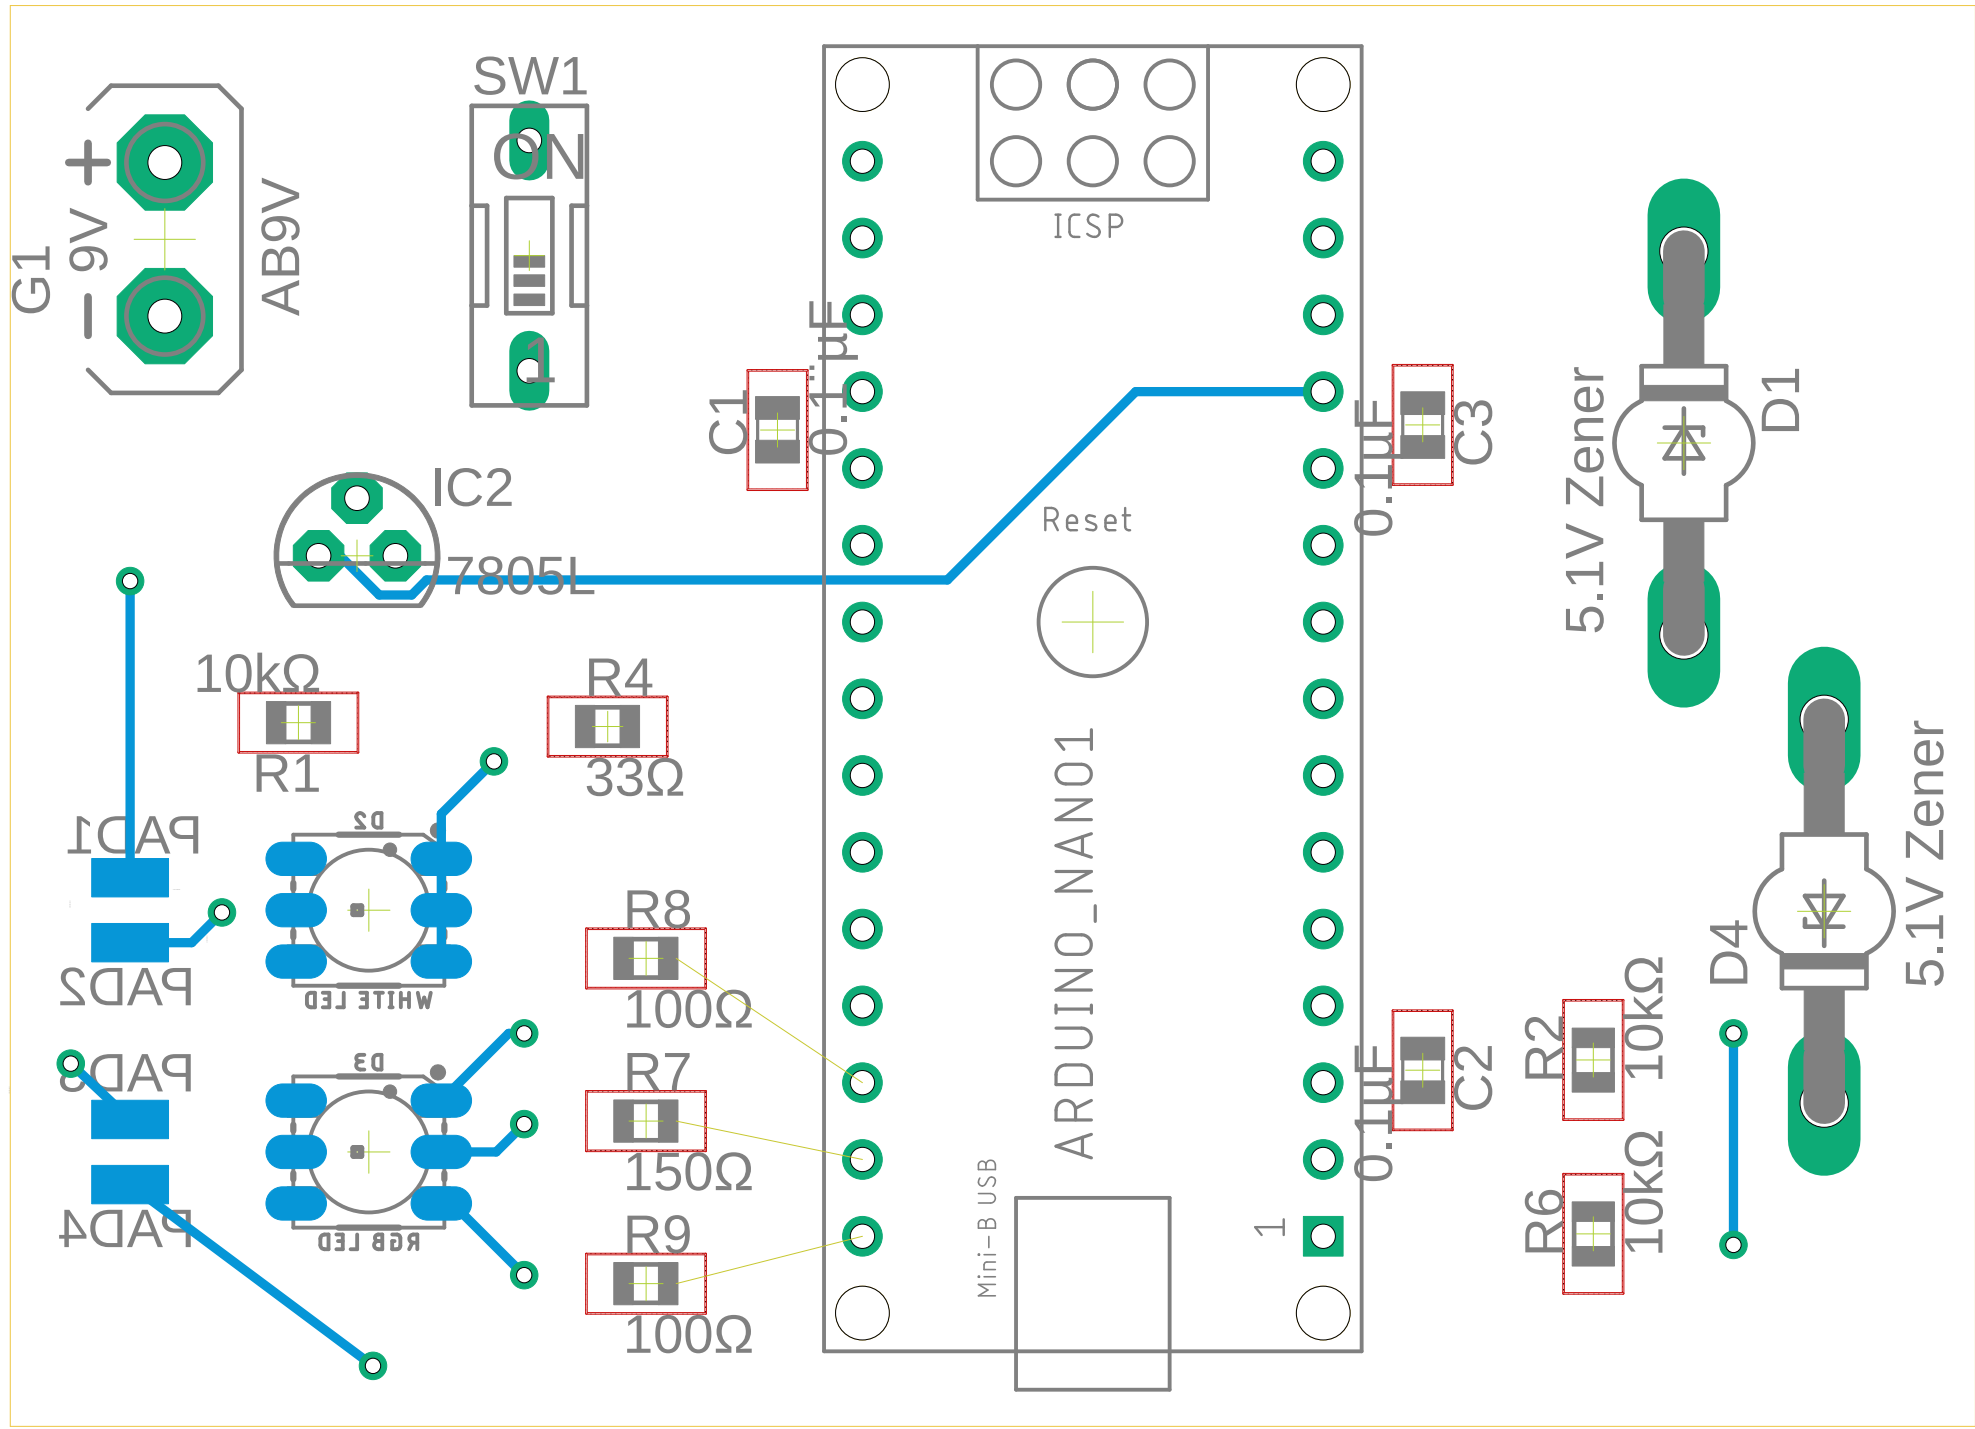 SW1
ON
1
+
9V
−
G1
AB9V
ICSP
C1
0.1µF
IC2
7805L
Reset
0.1µF
C3
5.1V Zener
D1
10kΩ
R1
R4
33Ω
PAD1
PAD2
D2
WHITE LED
PAD3
PAD4
D3
RGB LED
R8
100Ω
R7
150Ω
R9
100Ω
ARDUINO_NANO1
Mini-B USB
1
0.1µF
C2
R2
10kΩ
R6
10kΩ
D4
5.1V Zener